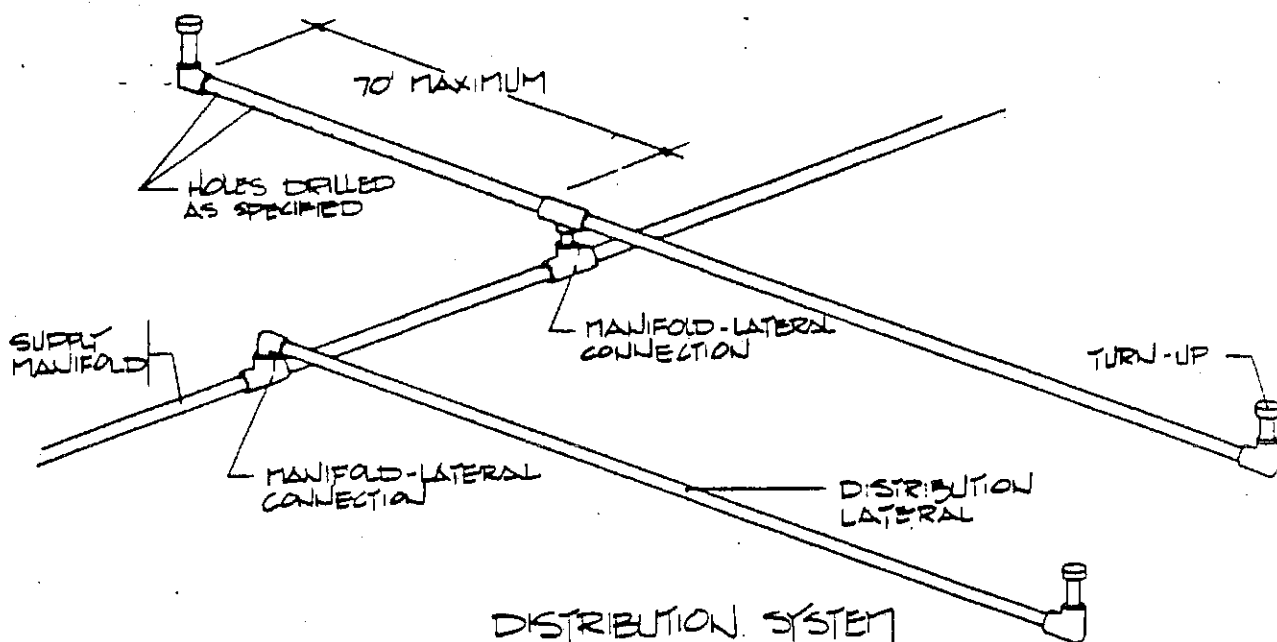 70' MAXIMUM
HOLES DRILLED
AS SPECIFIED
SUPPLY
MANIFOLD
MANIFOLD-LATERAL
CONNECTION
TURN-UP
MANIFOLD-LATERAL
CONNECTION
DISTRIBUTION
LATERAL
DISTRIBUTION SYSTEM